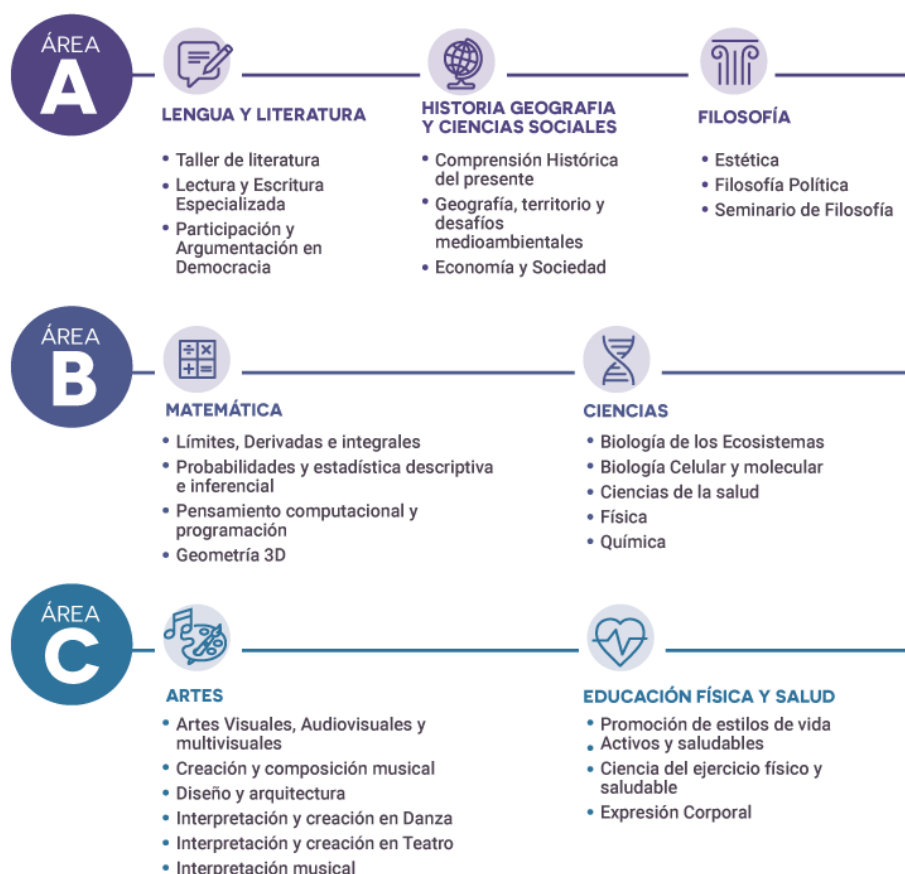 ÁREA
A
LENGUA Y LITERATURA
• Taller de literatura
• Lectura y Escritura
Especializada
• Participación y
Argumentación en
Democracia
HISTORIA GEOGRAFIA
Y CIENCIAS SOCIALES
• Comprensión Histórica
del presente
• Geografía, territorio y
desafíos
medioambientales
• Economía y Sociedad
FILOSOFÍA
• Estética
• Filosofía Política
• Seminario de Filosofía
ÁREA
B
MATEMÁTICA
• Límites, Derivadas e integrales
• Probabilidades y estadística descriptiva
e inferencial
• Pensamiento computacional y
programación
• Geometría 3D
CIENCIAS
• Biología de los Ecosistemas
• Biología Celular y molecular
• Ciencias de la salud
• Física
• Química
ÁREA
C
ARTES
• Artes Visuales, Audiovisuales y
multivisuales
• Creación y composición musical
• Diseño y arquitectura
• Interpretación y creación en Danza
• Interpretación y creación en Teatro
• Interpretación musical
EDUCACIÓN FÍSICA Y SALUD
• Promoción de estilos de vida
• Activos y saludables
• Ciencia del ejercicio físico y
saludable
• Expresión Corporal